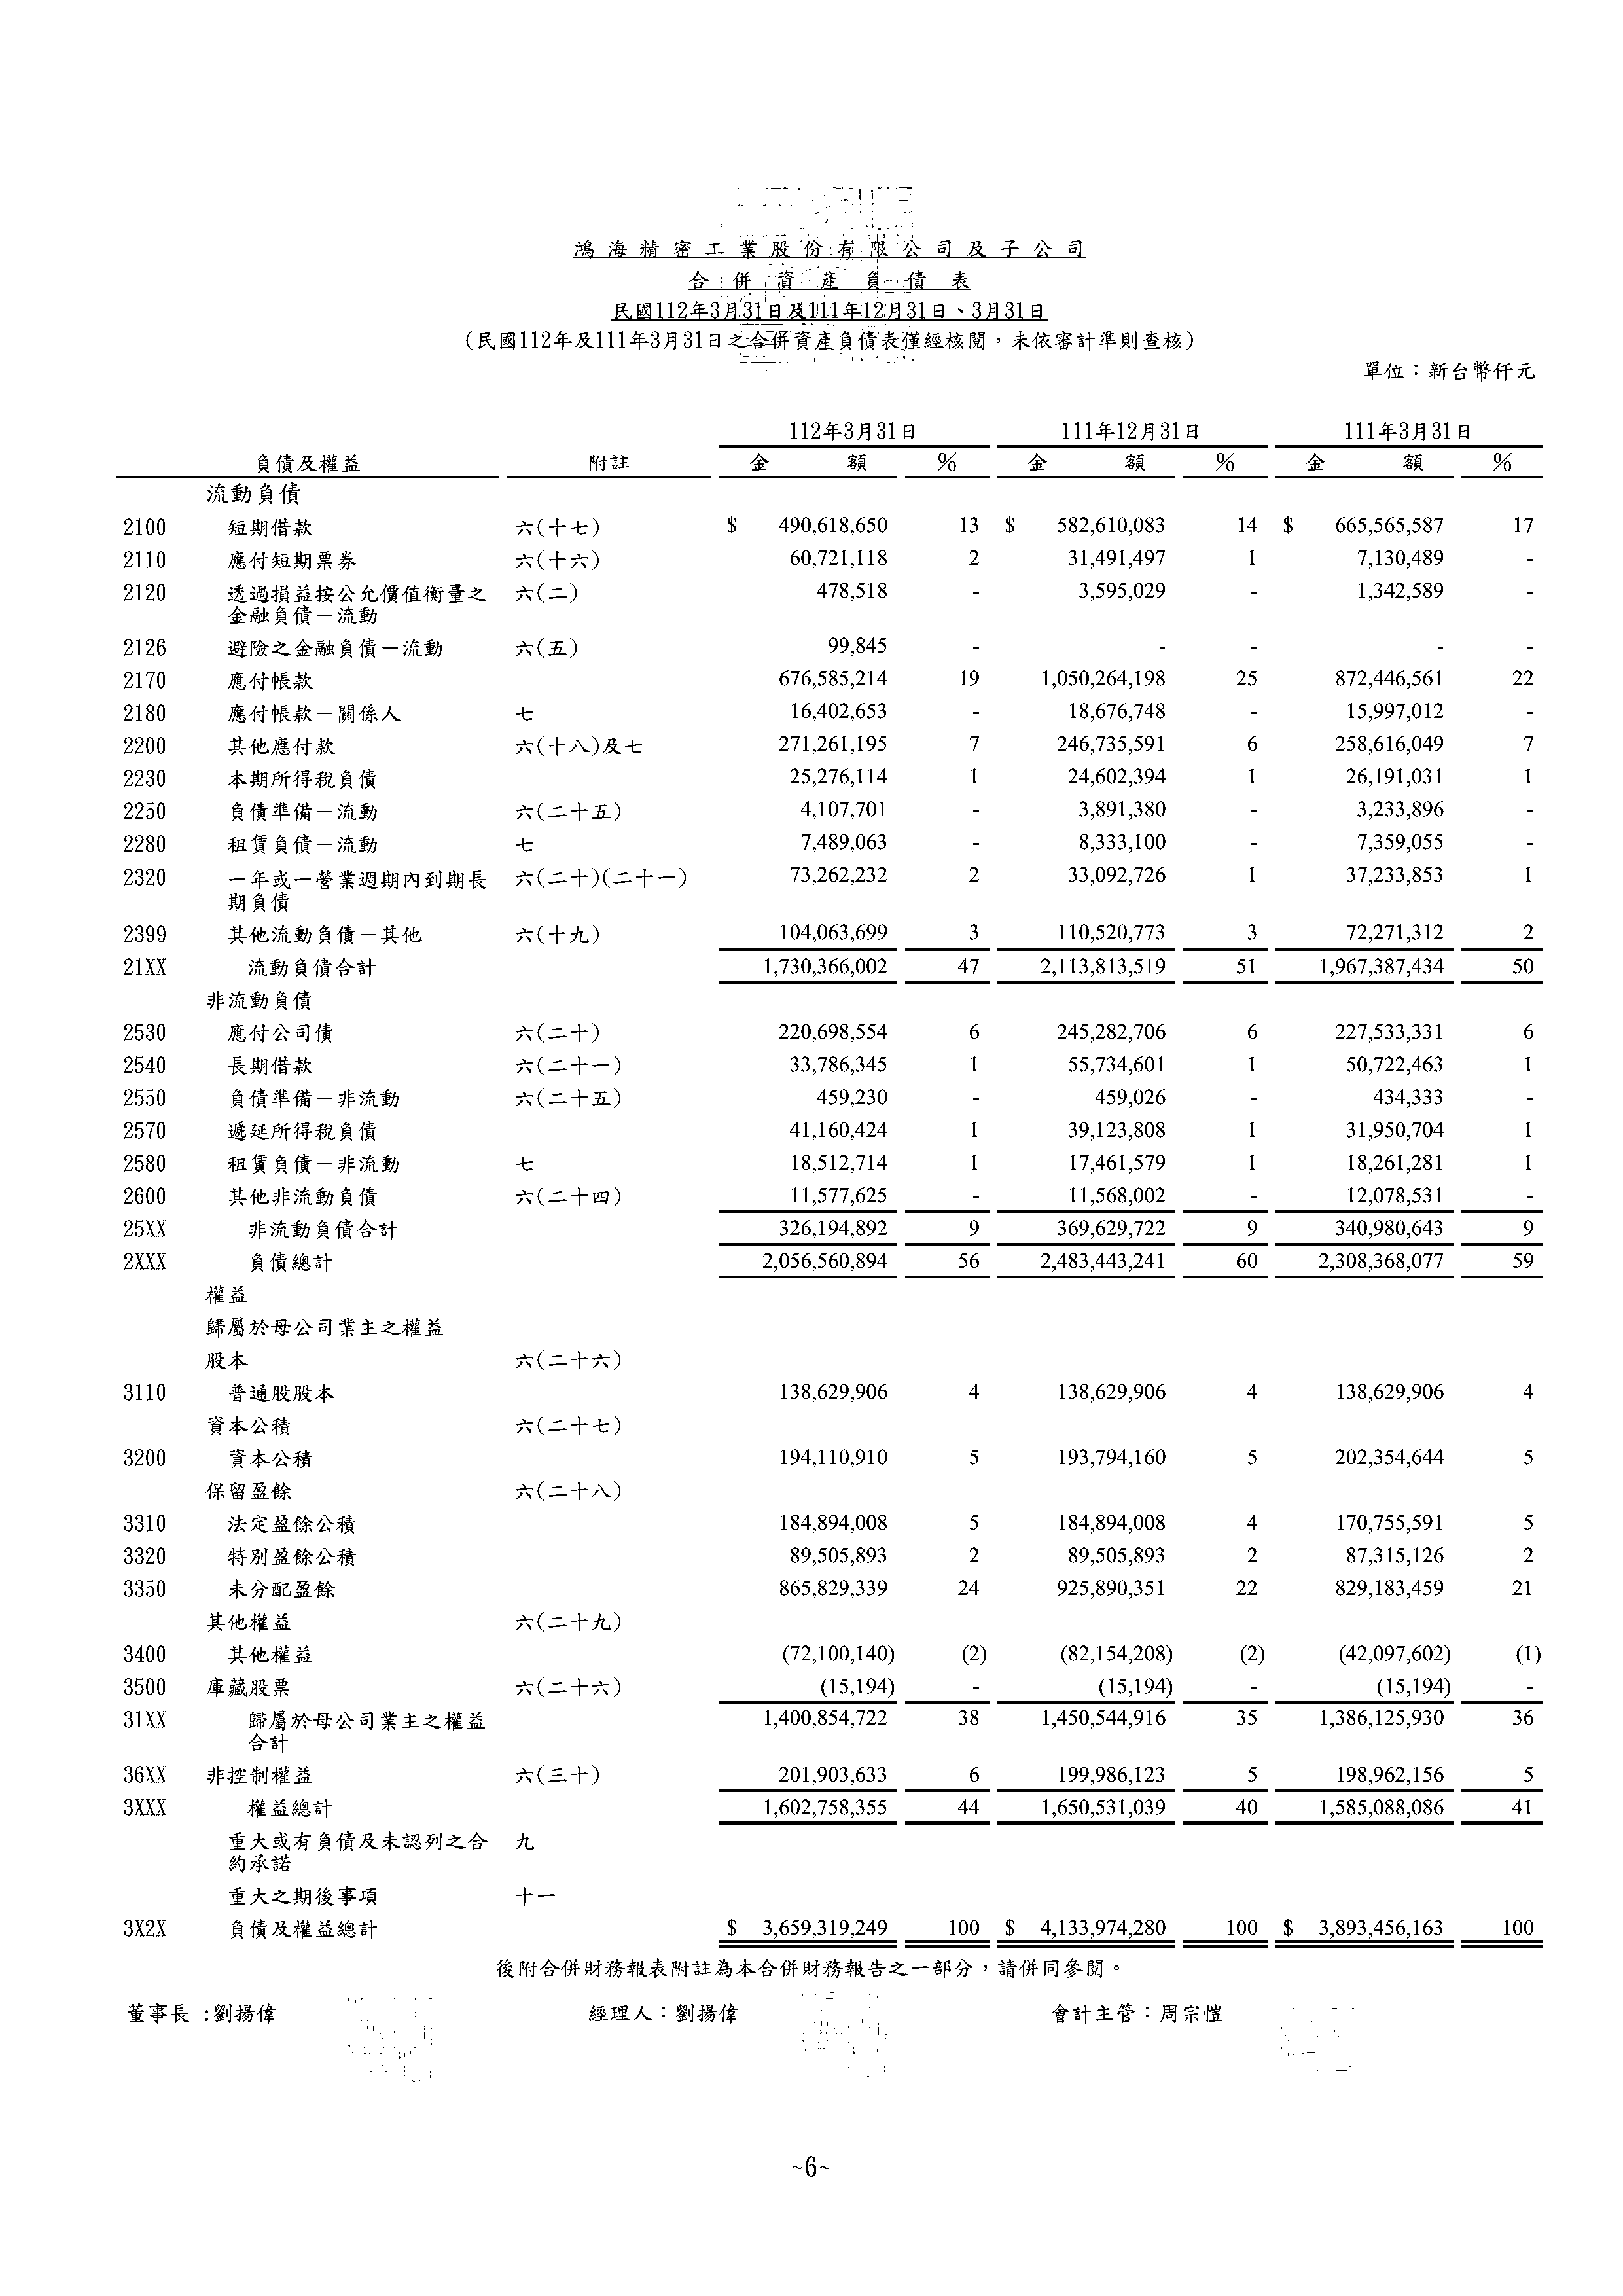 鴻海精密工業股份有限公司及子公司
合併資產負債表
民國112年3月31日及111年12月31日、3月31日
(民國112年及111年3月31日之合併資產負債表僅經核閱，未依審計準則查核)
單位：新台幣仟元
112年3月31日 111年12月31日 111年3月31日
負債及權益 附註 金額 % 金額 % 金額 %
流動負債
2100 短期借款 六(十七) $ 490,618,650 13 $ 582,610,083 14 $ 665,565,587 17
2110 應付短期票券 六(十六) 60,721,118 2 31,491,497 1 7,130,489 -
2120 透過損益按公允價值衡量之 六(二) 478,518 - 3,595,029 - 1,342,589 -
金融負債－流動
2126 避險之金融負債－流動 六(五) 99,845 - - - - -
2170 應付帳款 676,585,214 19 1,050,264,198 25 872,446,561 22
2180 應付帳款－關係人 七 16,402,653 - 18,676,748 - 15,997,012 -
2200 其他應付款 六(十八)及七 271,261,195 7 246,735,591 6 258,616,049 7
2230 本期所得稅負債 25,276,114 1 24,602,394 1 26,191,031 1
2250 負債準備－流動 六(二十五) 4,107,701 - 3,891,380 - 3,233,896 -
2280 租賃負債－流動 七 7,489,063 - 8,333,100 - 7,359,055 -
2320 一年或一營業週期內到期長 六(二十)(二十一) 73,262,232 2 33,092,726 1 37,233,853 1
期負債
2399 其他流動負債－其他 六(十九) 104,063,699 3 110,520,773 3 72,271,312 2
21XX 流動負債合計 1,730,366,002 47 2,113,813,519 51 1,967,387,434 50
非流動負債
2530 應付公司債 六(二十) 220,698,554 6 245,282,706 6 227,533,331 6
2540 長期借款 六(二十一) 33,786,345 1 55,734,601 1 50,722,463 1
2550 負債準備－非流動 六(二十五) 459,230 - 459,026 - 434,333 -
2570 遞延所得稅負債 41,160,424 1 39,123,808 1 31,950,704 1
2580 租賃負債－非流動 七 18,512,714 1 17,461,579 1 18,261,281 1
2600 其他非流動負債 六(二十四) 11,577,625 - 11,568,002 - 12,078,531 -
25XX 非流動負債合計 326,194,892 9 369,629,722 9 340,980,643 9
2XXX 負債總計 2,056,560,894 56 2,483,443,241 60 2,308,368,077 59
權益
歸屬於母公司業主之權益
股本 六(二十六)
3110 普通股股本 138,629,906 4 138,629,906 4 138,629,906 4
資本公積 六(二十七)
3200 資本公積 194,110,910 5 193,794,160 5 202,354,644 5
保留盈餘 六(二十八)
3310 法定盈餘公積 184,894,008 5 184,894,008 4 170,755,591 5
3320 特別盈餘公積 89,505,893 2 89,505,893 2 87,315,126 2
3350 未分配盈餘 865,829,339 24 925,890,351 22 829,183,459 21
其他權益 六(二十九)
3400 其他權益 (72,100,140) (2) (82,154,208) (2) (42,097,602) (1)
3500 庫藏股票 六(二十六) (15,194) - (15,194) - (15,194) -
31XX 歸屬於母公司業主之權益 1,400,854,722 38 1,450,544,916 35 1,386,125,930 36
合計
36XX 非控制權益 六(三十) 201,903,633 6 199,986,123 5 198,962,156 5
3XXX 權益總計 1,602,758,355 44 1,650,531,039 40 1,585,088,086 41
重大或有負債及未認列之合 九
約承諾
重大之期後事項 十一
3X2X 負債及權益總計 $ 3,659,319,249 100 $ 4,133,974,280 100 $ 3,893,456,163 100
後附合併財務報表附註為本合併財務報告之一部分，請併同參閱。
董事長：劉揚偉 經理人：劉揚偉 會計主管：周宗愷
~6~